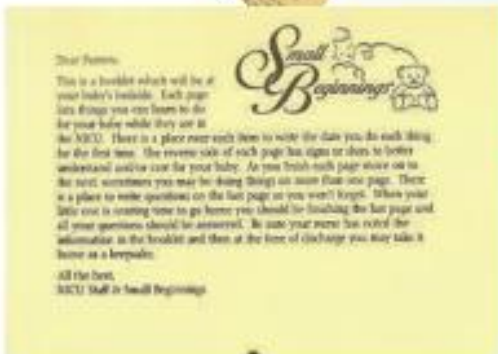 Small
Beginnings
Dear Parents,
This is a booklet which will be at
your baby's bedside. Each page
lists things you can learn to do
for your baby while they are in
the NICU. There is a place near each item to write the date you do each thing
for the first time. The reverse side of each page has signs or clues to better
understand and/or care for your baby. As you finish each page move on to
the next, sometimes you may be doing things on more than one page. There
is a place to write questions on the last page so you won't forget. When your
little one is nearing time to go home you should be finishing the last page and
all your questions should be answered. Be sure your nurse has noted the
information in the booklet and then at the time of discharge you may take it
home as a keepsake.
All the best,
NICU Staff & Small Beginnings